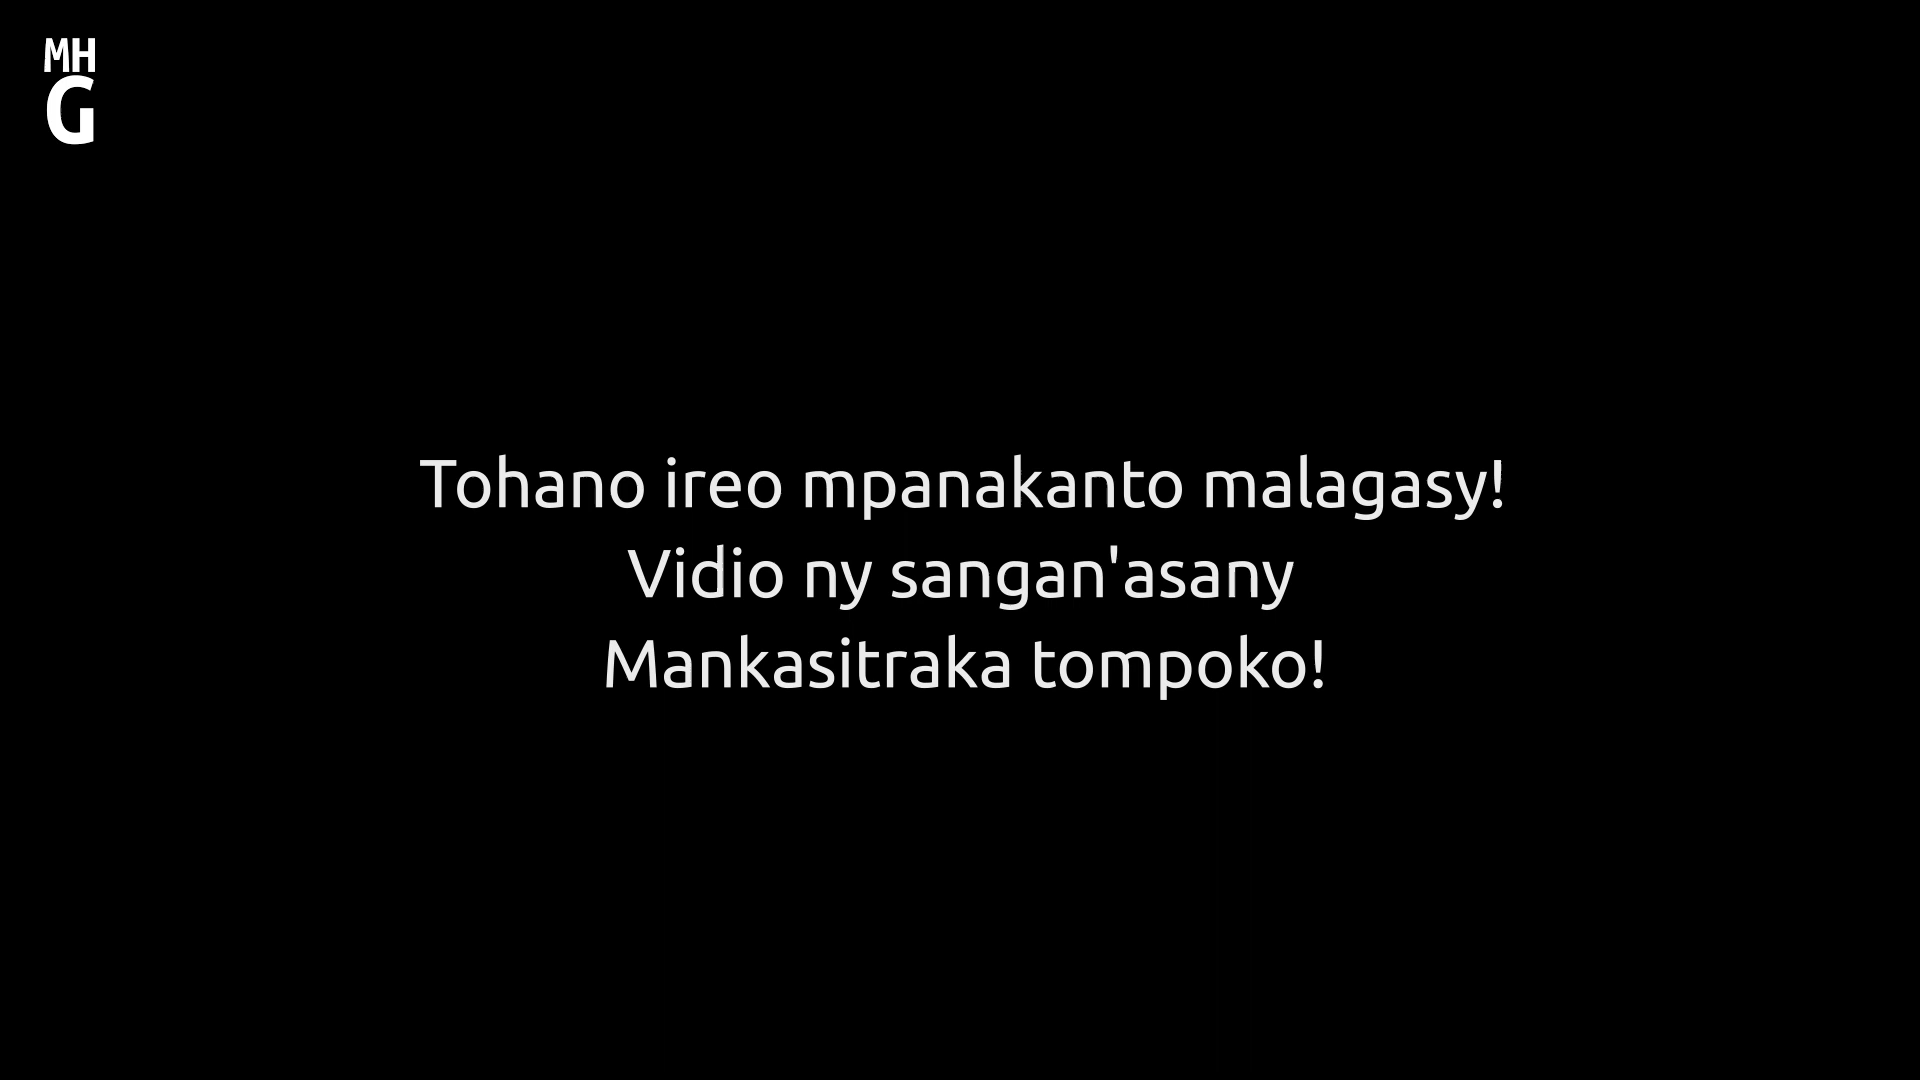 MH
G
Tohano ireo mpanakanto malagasy!
Vidio ny sangan'asany
Mankasitraka tompoko!